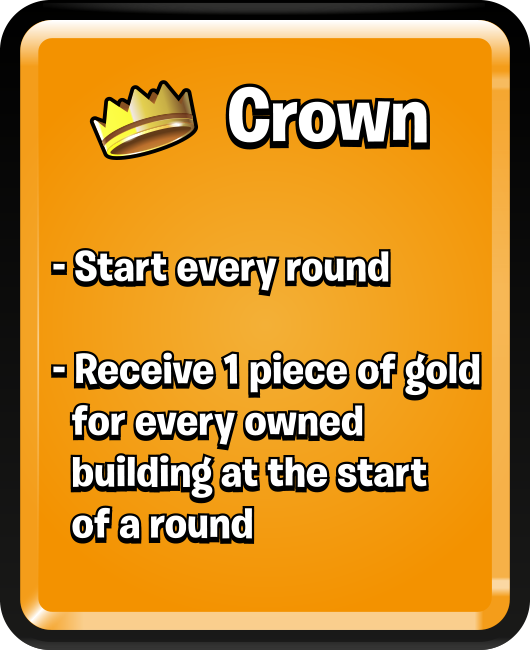 Crown
- Start every round
- Receive 1 piece of gold
for every owned
building at the start
of a round